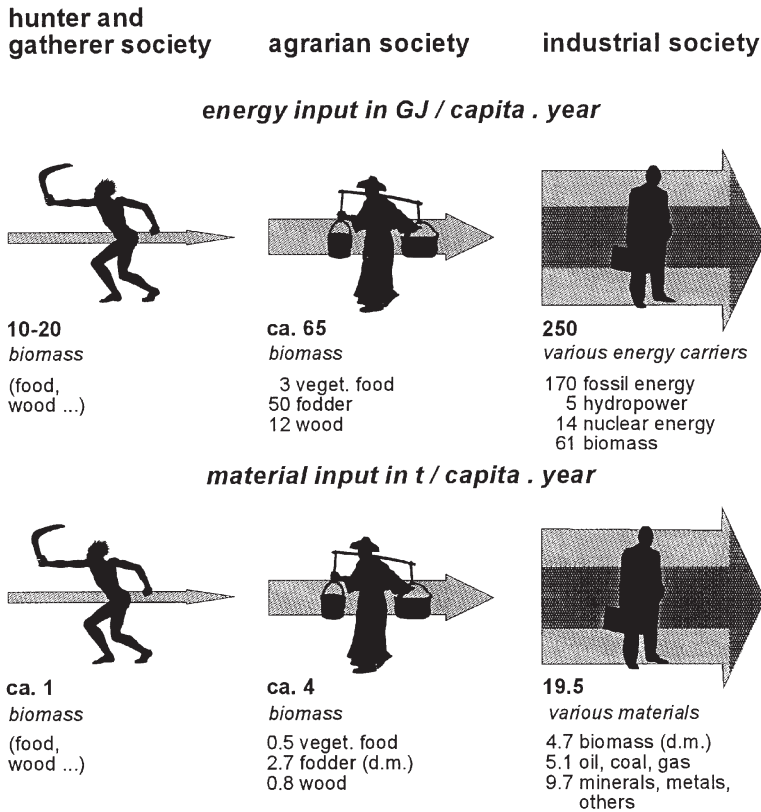 hunter and
gatherer society
agrarian society
industrial society
energy input in GJ / capita . year
10-20
biomass
(food,
wood ...)
ca. 65
biomass
3 veget. food
50 fodder
12 wood
250
various energy carriers
170 fossil energy
5 hydropower
14 nuclear energy
61 biomass
material input in t / capita . year
ca. 1
biomass
(food,
wood ...)
ca. 4
biomass
0.5 veget. food
2.7 fodder (d.m.)
0.8 wood
19.5
various materials
4.7 biomass (d.m.)
5.1 oil, coal, gas
9.7 minerals, metals,
others